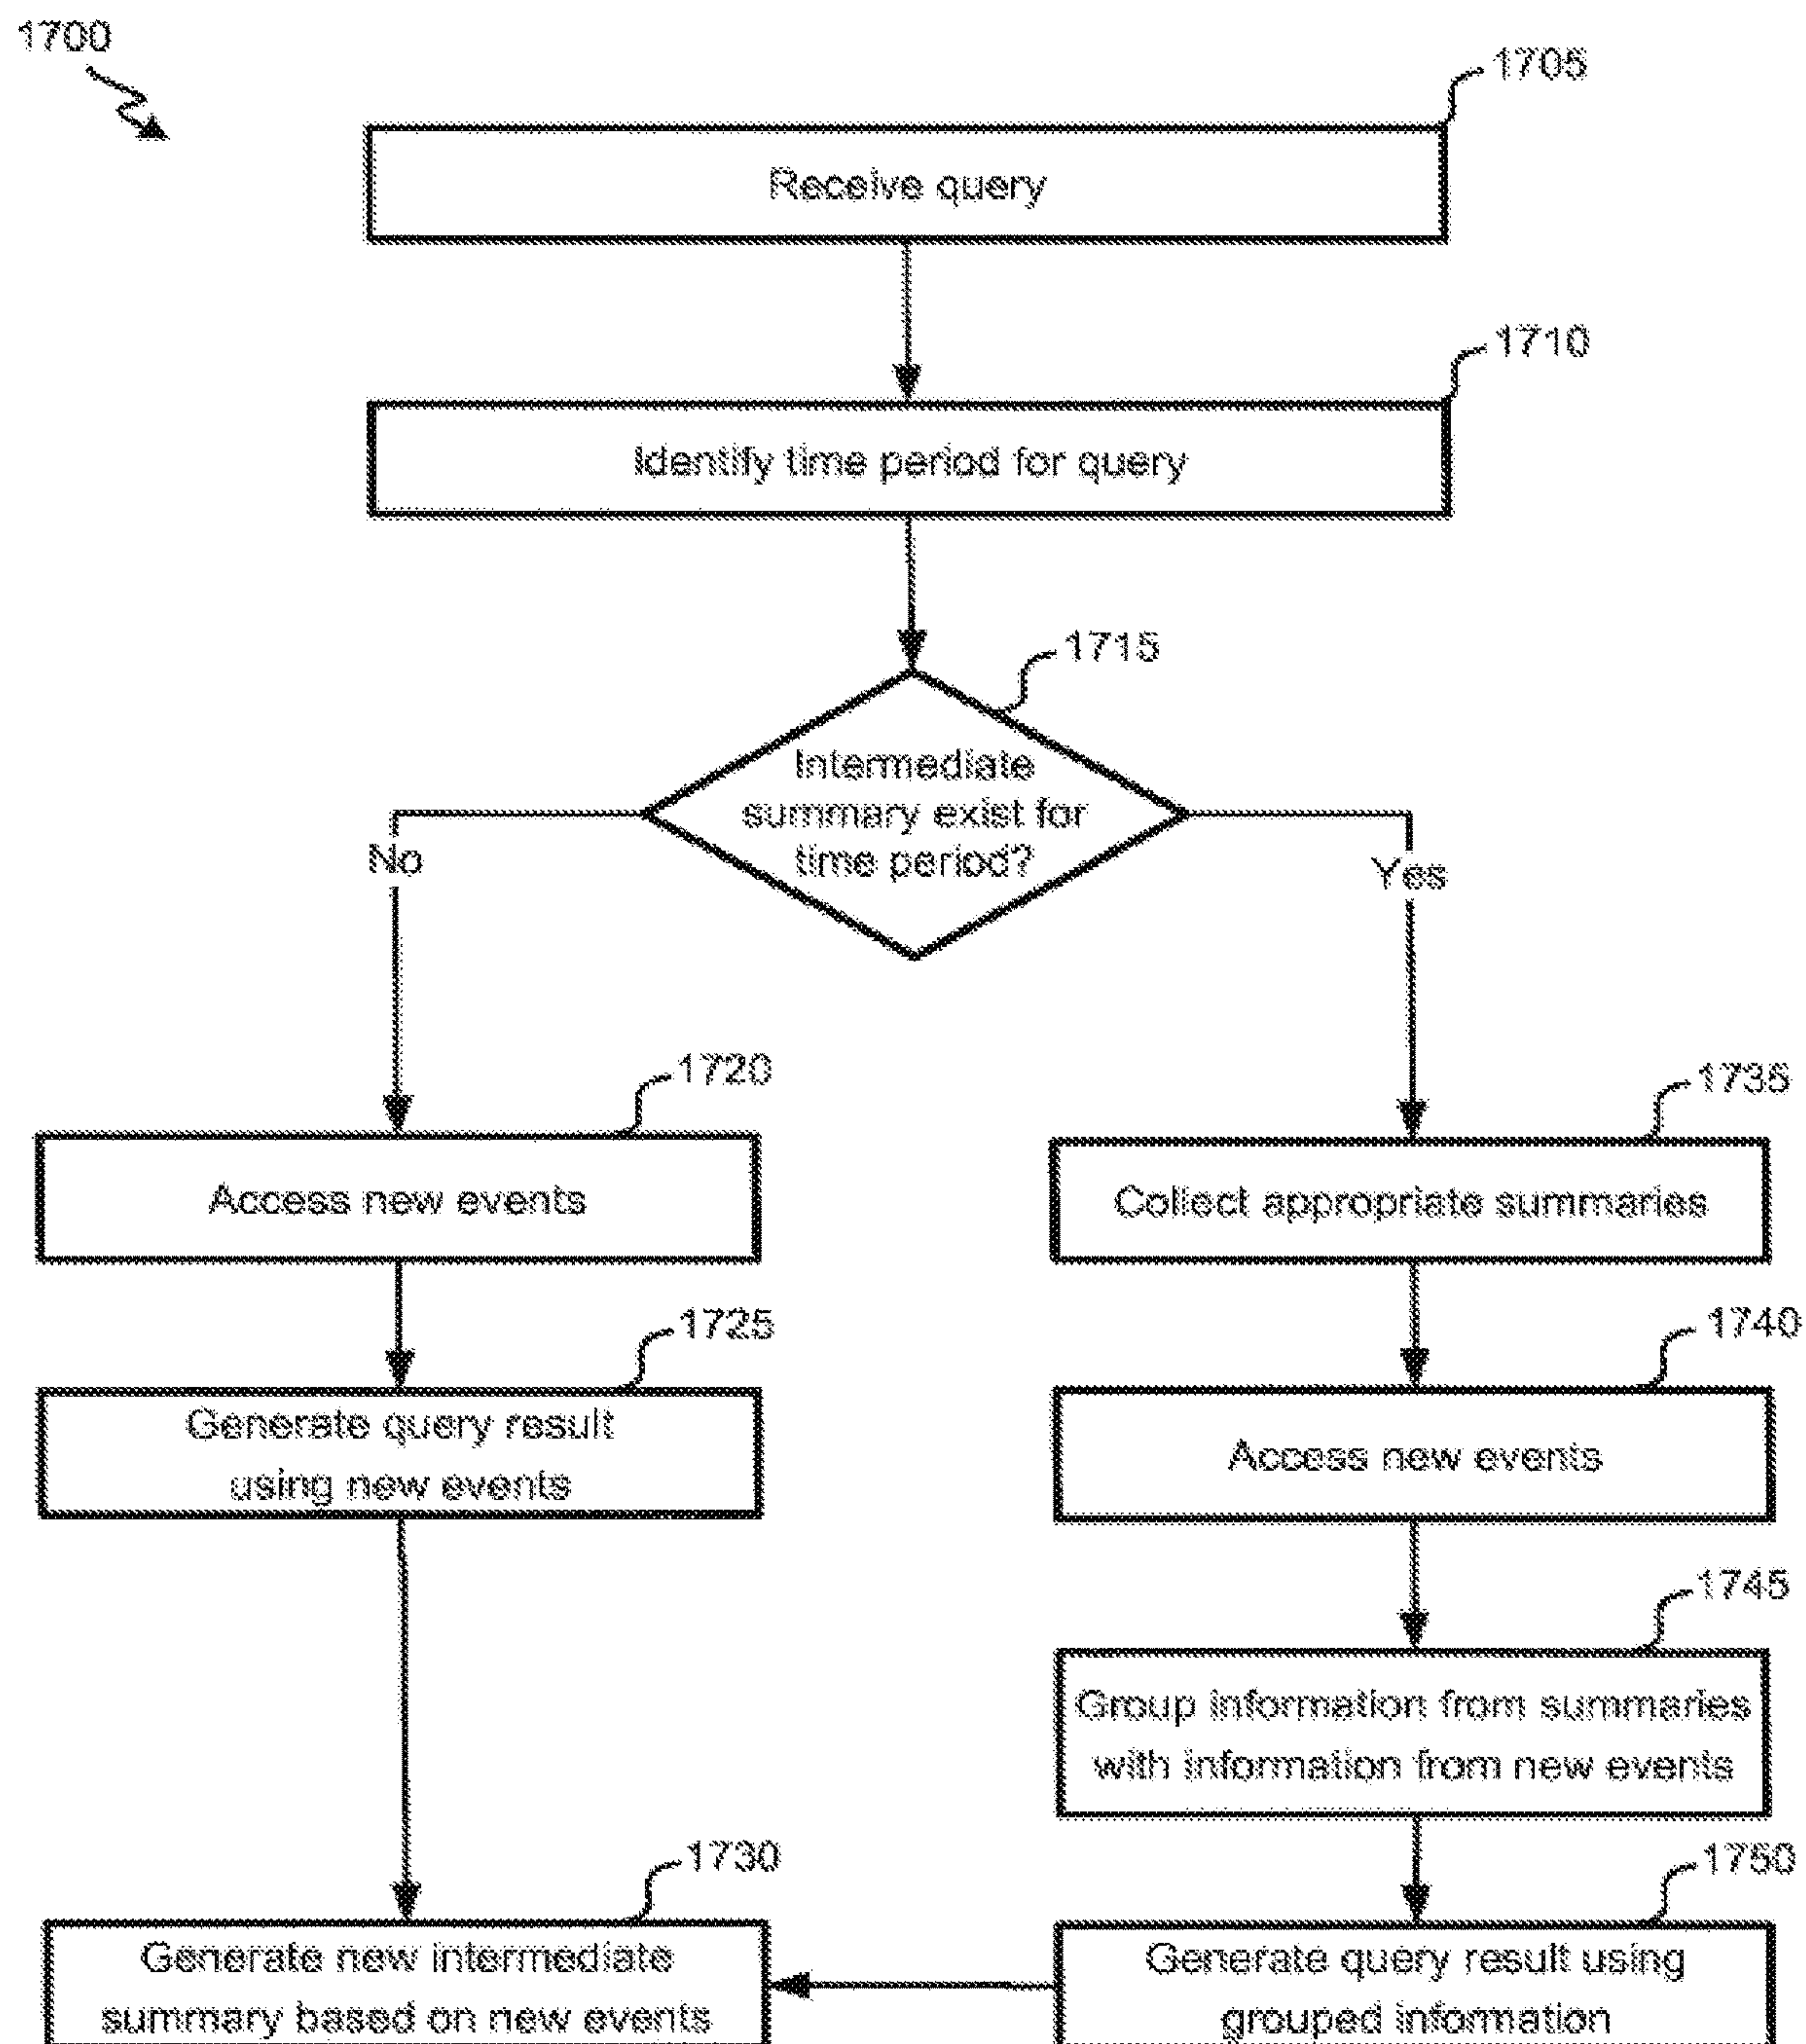 1700
1705
Receive query
1710
Identify time period for query
1715
Intermediate
summary exist for
time period?
No
Yes
1720
Access new events
1735
Collect appropriate summaries
1725
Generate query result
using new events
1740
Access new events
1745
Group information from summaries
with information from new events
1730
Generate new intermediate
summary based on new events
1750
Generate query result using
grouped information